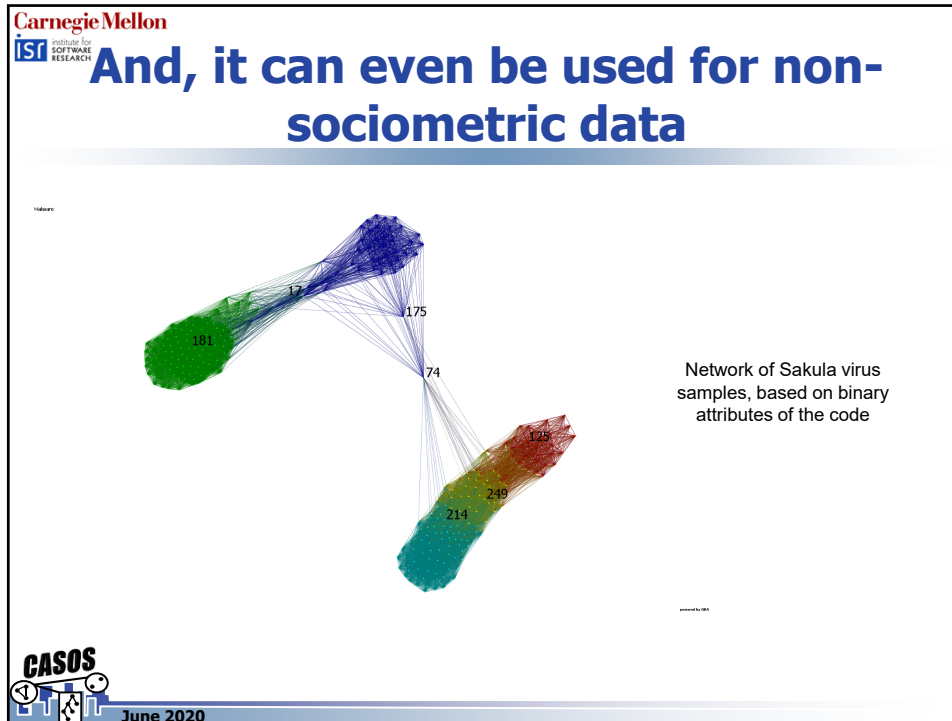 Carnegie Mellon
isr institute for
SOFTWARE
RESEARCH
And, it can even be used for non-
sociometric data
Malware
17
175
181
74
Network of Sakula virus
samples, based on binary
attributes of the code
125
249
214
powered by ORA
CASOS
June 2020